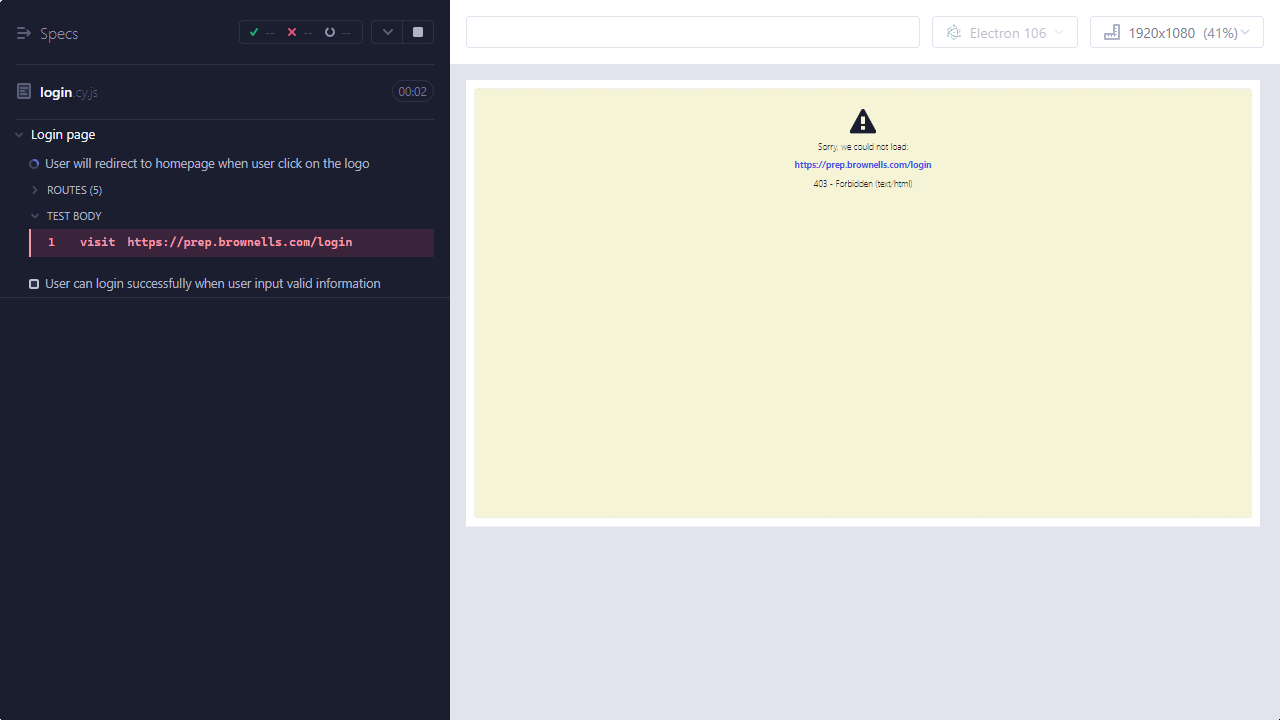 Specs
-- -- --
login.cy.js 00:02
Login page
User will redirect to homepage when user click on the logo
ROUTES (5)
TEST BODY
1 visit https://prep.brownells.com/login
User can login successfully when user input valid information
Electron 106
1920x1080 (41%)
Sorry, we could not load:
https://prep.brownells.com/login
403 - Forbidden (text/html)